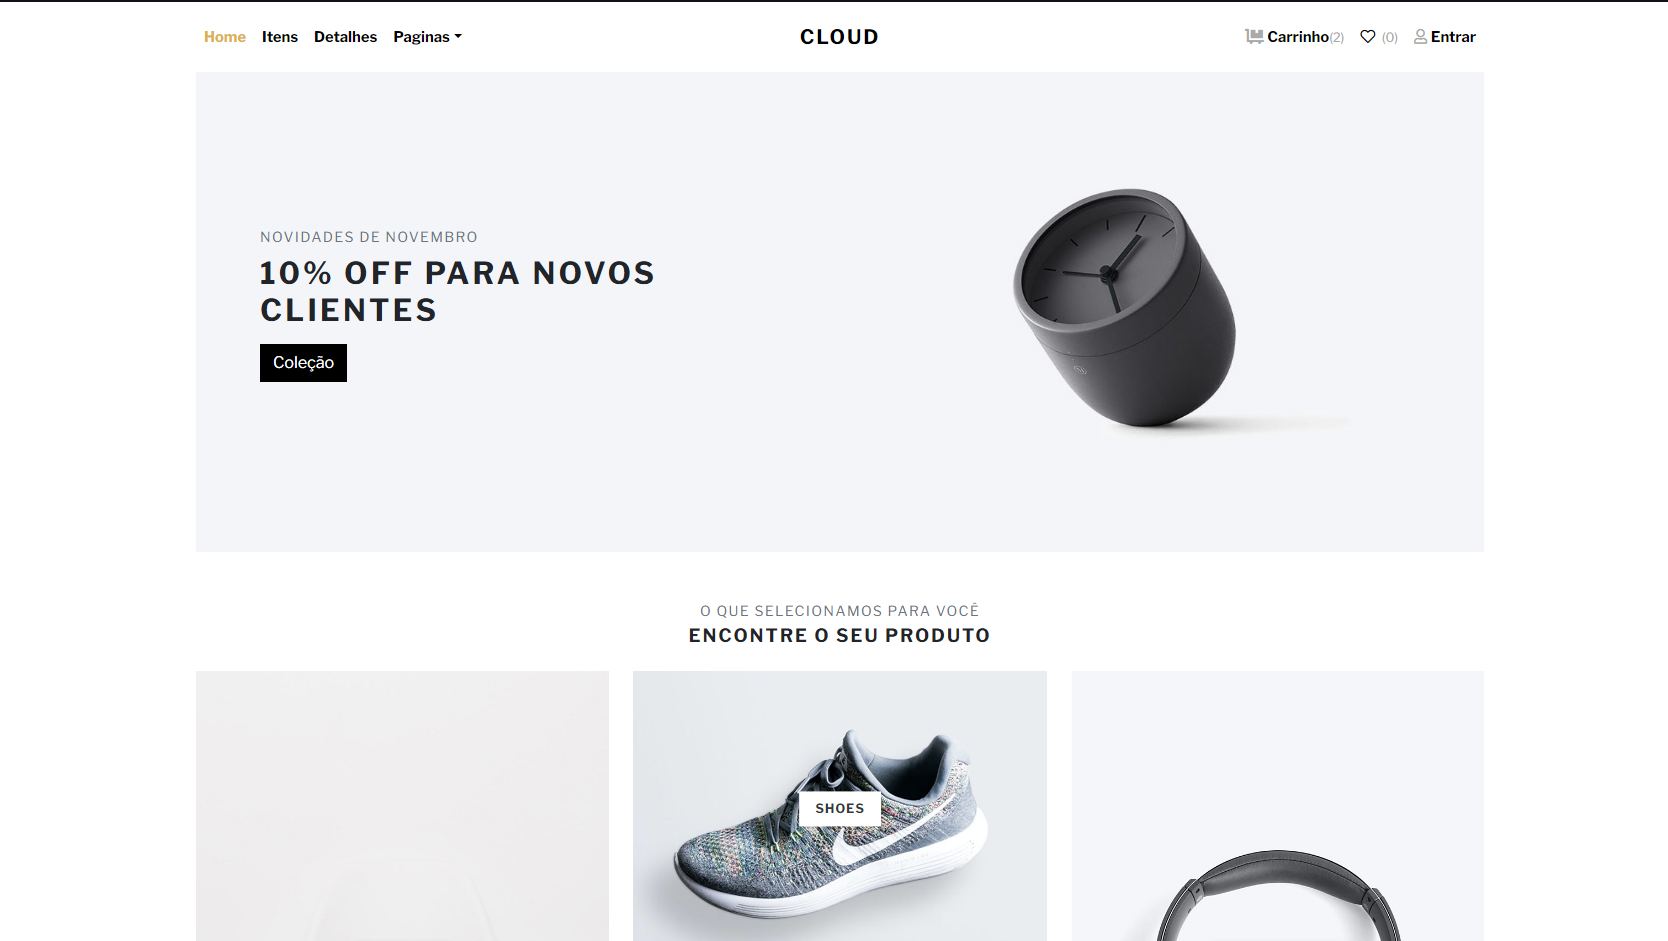 Home Itens Detalhes Paginas CLOUD Carrinho(2) (0) Entrar
NOVIDADES DE NOVEMBRO
10% OFF PARA NOVOS
CLIENTES
Coleção
O QUE SELECIONAMOS PARA VOCÊ
ENCONTRE O SEU PRODUTO
SHOES